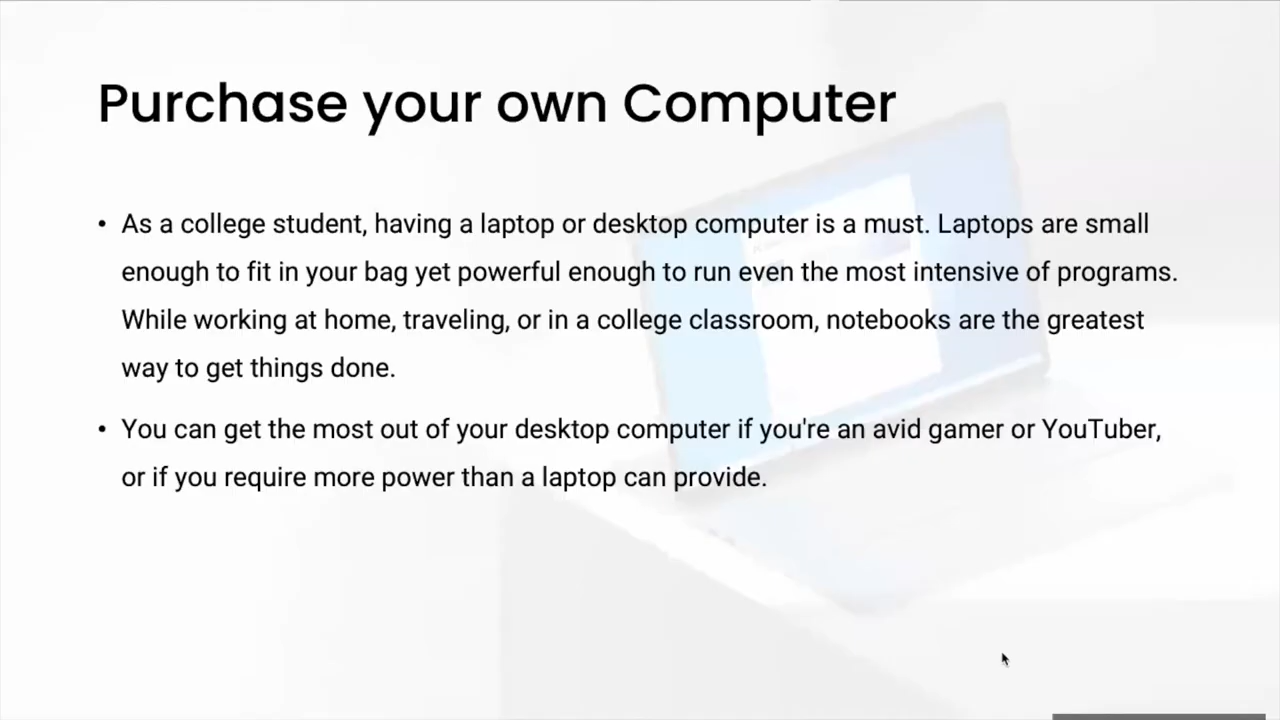 Purchase your own Computer
• As a college student, having a laptop or desktop computer is a must. Laptops are small
enough to fit in your bag yet powerful enough to run even the most intensive of programs.
While working at home, traveling, or in a college classroom, notebooks are the greatest
way to get things done.
• You can get the most out of your desktop computer if you're an avid gamer or YouTuber,
or if you require more power than a laptop can provide.